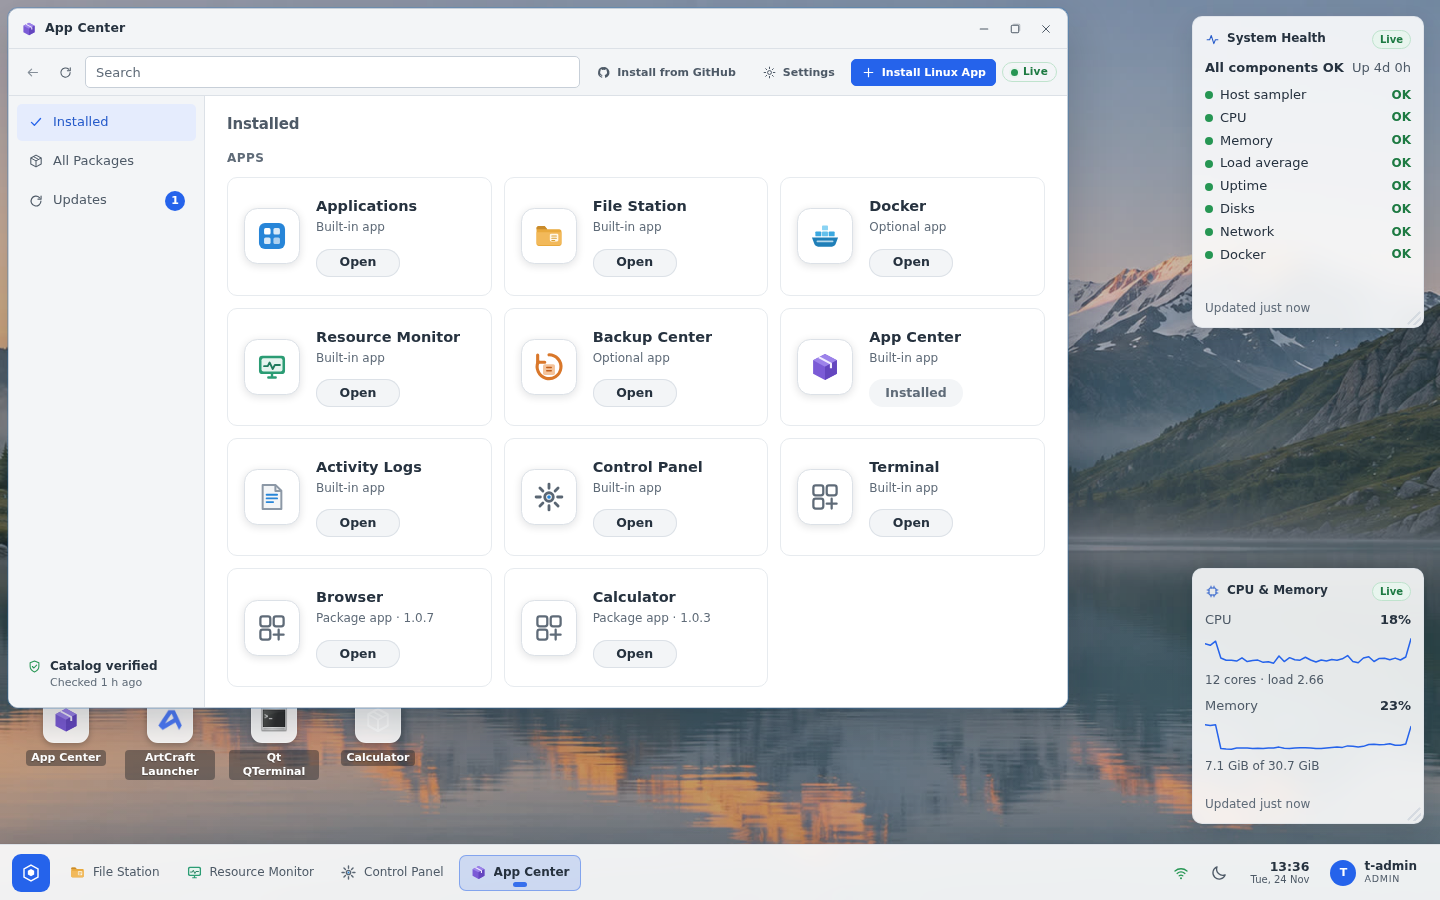 App Center
Search
Install from GitHub
Settings
Install Linux App
Live
Installed
All Packages
Updates
1
Catalog verified
Checked 1 h ago
Installed
APPS
Applications
Built-in app
Open
File Station
Built-in app
Open
Docker
Optional app
Open
Resource Monitor
Built-in app
Open
Backup Center
Optional app
Open
App Center
Built-in app
Installed
Activity Logs
Built-in app
Open
Control Panel
Built-in app
Open
Terminal
Built-in app
Open
Browser
Package app · 1.0.7
Open
Calculator
Package app · 1.0.3
Open
System Health
Live
All components OK Up 4d 0h
Host sampler OK
CPU OK
Memory OK
Load average OK
Uptime OK
Disks OK
Network OK
Docker OK
Updated just now
CPU & Memory
Live
CPU 18%
12 cores · load 2.66
Memory 23%
7.1 GiB of 30.7 GiB
Updated just now
App Center
ArtCraft
Launcher
Qt
QTerminal
Calculator
File Station
Resource Monitor
Control Panel
App Center
13:36
Tue, 24 Nov
T
t-admin
ADMIN